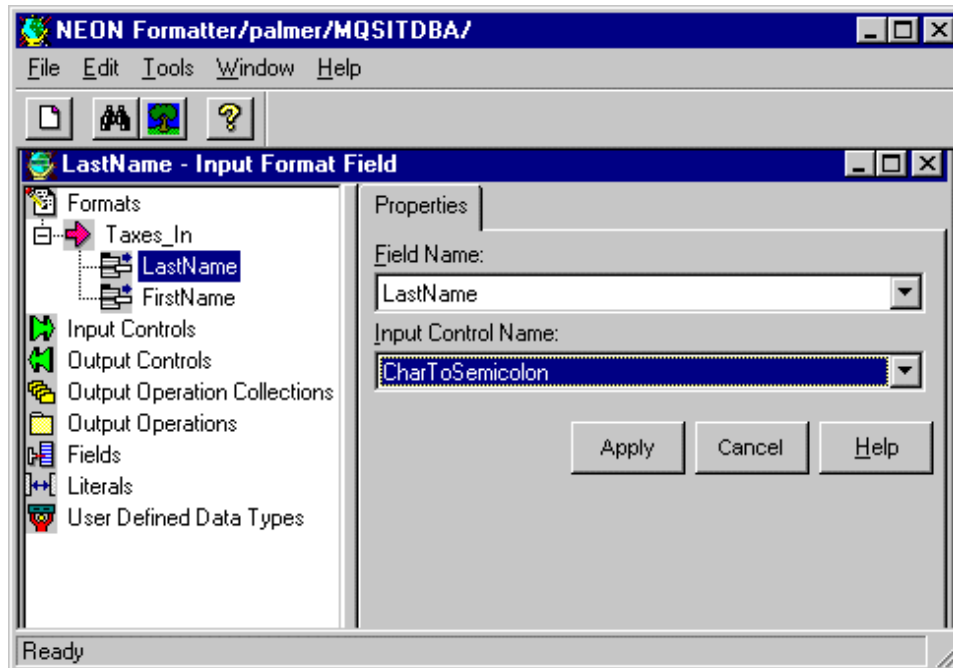 NEON Formatter/palmer/MQSITDBA/
File Edit Tools Window Help
LastName - Input Format Field
Formats
Taxes_In
LastName
FirstName
Input Controls
Output Controls
Output Operation Collections
Output Operations
Fields
Literals
User Defined Data Types
Properties
Field Name:
LastName
Input Control Name:
CharToSemicolon
Apply Cancel Help
Ready